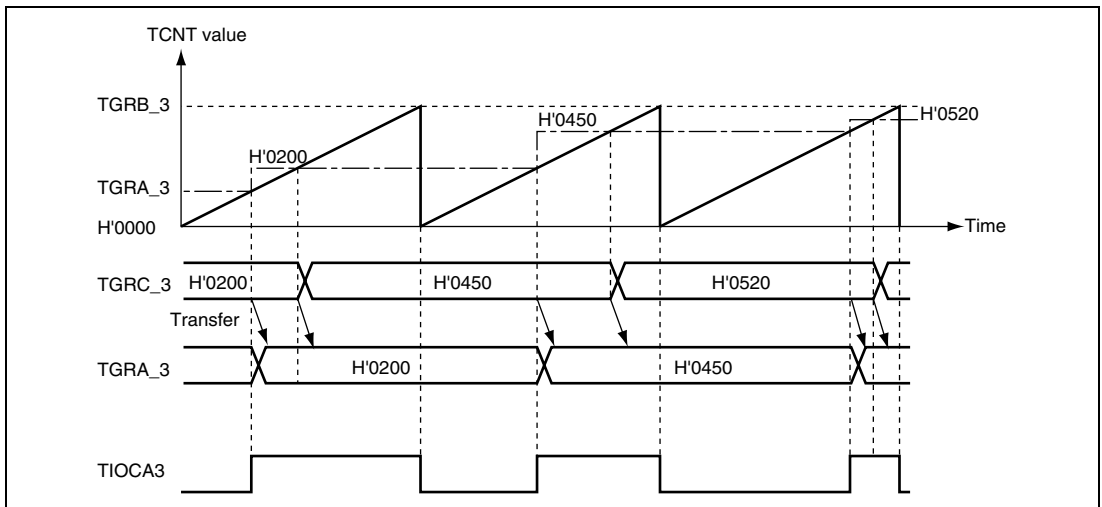 TCNT value
TGRB_3
H'0450
H'0520
H'0200
TGRA_3
H'0000
Time
TGRC_3
H'0200
H'0450
H'0520
Transfer
TGRA_3
H'0200
H'0450
TIOCA3